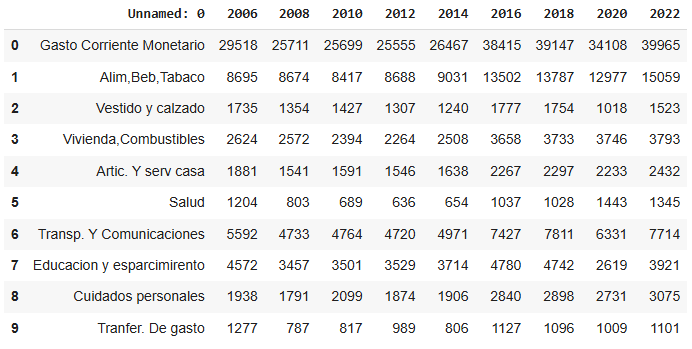 Unnamed: 0 2006 2008 2010 2012 2014 2016 2018 2020 2022
0 Gasto Corriente Monetario 29518 25711 25699 25555 26467 38415 39147 34108 39965
1 Alim,Beb,Tabaco 8695 8674 8417 8688 9031 13502 13787 12977 15059
2 Vestido y calzado 1735 1354 1427 1307 1240 1777 1754 1018 1523
3 Vivienda,Combustibles 2624 2572 2394 2264 2508 3658 3733 3746 3793
4 Artic. Y serv casa 1881 1541 1591 1546 1638 2267 2297 2233 2432
5 Salud 1204 803 689 636 654 1037 1028 1443 1345
6 Transp. Y Comunicaciones 5592 4733 4764 4720 4971 7427 7811 6331 7714
7 Educacion y esparcimirento 4572 3457 3501 3529 3714 4780 4742 2619 3921
8 Cuidados personales 1938 1791 2099 1874 1906 2840 2898 2731 3075
9 Tranfer. De gasto 1277 787 817 989 806 1127 1096 1009 1101